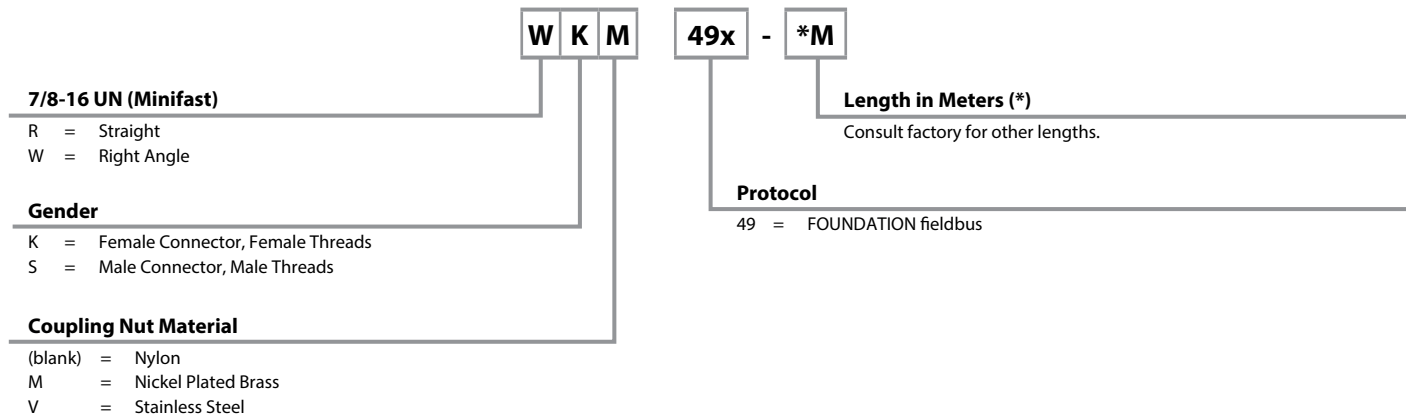 W K M 49x - *M
7/8-16 UN (Minifast)
R = Straight
W = Right Angle
Gender
K = Female Connector, Female Threads
S = Male Connector, Male Threads
Coupling Nut Material
(blank) = Nylon
M = Nickel Plated Brass
V = Stainless Steel
Length in Meters (*)
Consult factory for other lengths.
Protocol
49 = FOUNDATION fieldbus